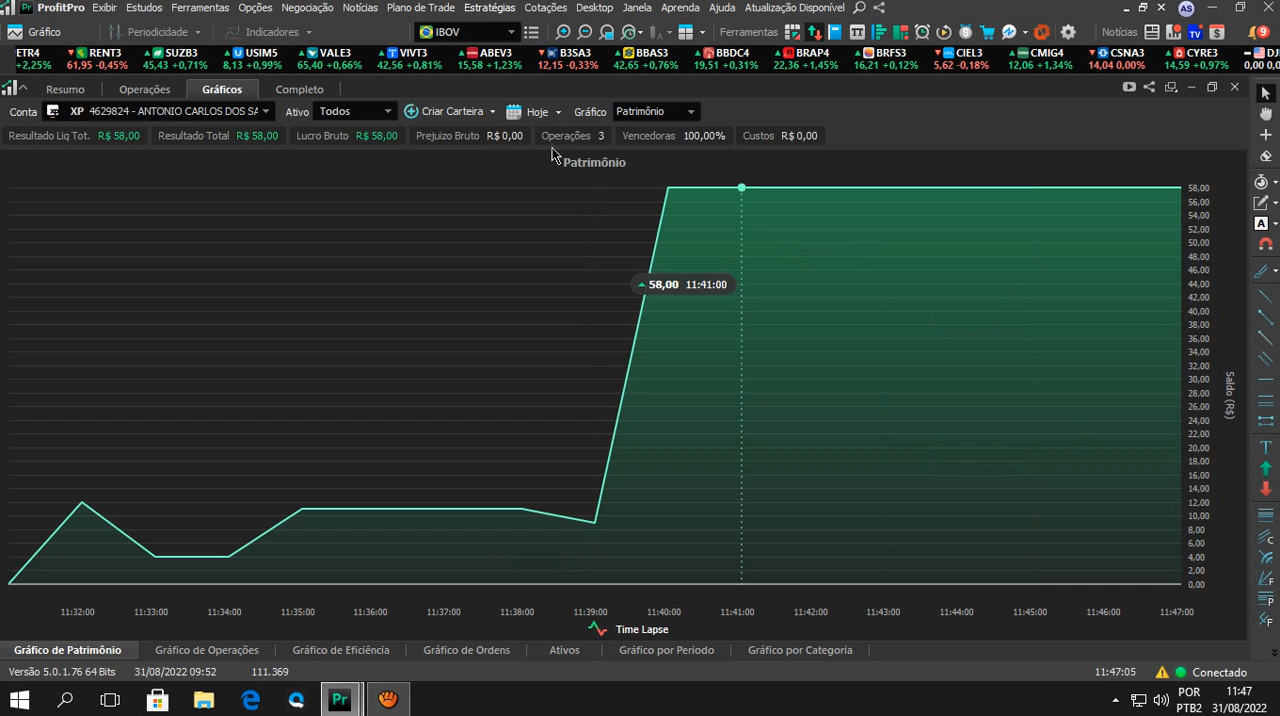 ProfitPro Exibir Estudos Ferramentas Opções Negociação Notícias Plano de Trade Estratégias Cotações Desktop Janela Aprenda Ajuda Atualização Disponível AS
Gráfico Periodicidade Indicadores IBOV Ferramentas Notícias 9
ETR4 RENT3 SUZB3 USIM5 VALE3 VIVT3 ABEV3 B3SA3 BBAS3 BBDC4 BRAP4 BRFS3 CIEL3 CMIG4 CSNA3 CYRE3 D
+2,25% 61,95 -0,45% 45,43 +0,71% 8,13 +0,99% 65,40 +0,66% 42,56 +0,81% 15,58 +1,23% 12,15 -0,33% 42,65 +0,76% 19,51 +0,31% 22,36 +1,45% 16,21 +0,12% 5,62 -0,18% 12,06 +1,34% 14,04 0,00% 14,59 +0,97% 0,00 0,0
Resumo Operações Gráficos Completo
Conta XP 4629824 - ANTONIO CARLOS DOS SA Ativo Todos Criar Carteira Hoje Gráfico Patrimônio
Resultado Liq Tot. R$ 58,00 Resultado Total R$ 58,00 Lucro Bruto R$ 58,00 Prejuizo Bruto R$ 0,00 Operações 3 Vencedoras 100,00% Custos R$ 0,00
Patrimônio
58,00
56,00
54,00
52,00
50,00
48,00
46,00
44,00
42,00
40,00
38,00
36,00
34,00
32,00
30,00
28,00
26,00
24,00
22,00
20,00
18,00
16,00
14,00
12,00
10,00
8,00
6,00
4,00
2,00
0,00
Saldo (R$)
58,00 11:41:00
11:32:00 11:33:00 11:34:00 11:35:00 11:36:00 11:37:00 11:38:00 11:39:00 11:40:00 11:41:00 11:42:00 11:43:00 11:44:00 11:45:00 11:46:00 11:47:00
Time Lapse
Gráfico de Patrimônio Gráfico de Operações Gráfico de Eficiência Gráfico de Ordens Ativos Gráfico por Periodo Gráfico por Categoria
Versão 5.0.1.76 64 Bits 31/08/2022 09:52 111.369 11:47:05 Conectado
Pr POR 11:47
PTB2 31/08/2022